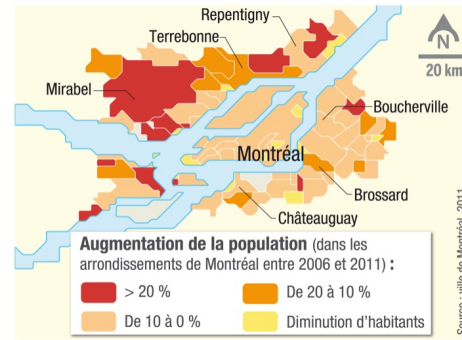 Repentigny
Terrebonne
N
20 km
Mirabel
Boucherville
Montréal
Brossard
Châteauguay
Augmentation de la population (dans les
arrondissements de Montréal entre 2006 et 2011) :
> 20 %
De 20 à 10 %
De 10 à 0 %
Diminution d'habitants
Source : ville de Montréal, 2011